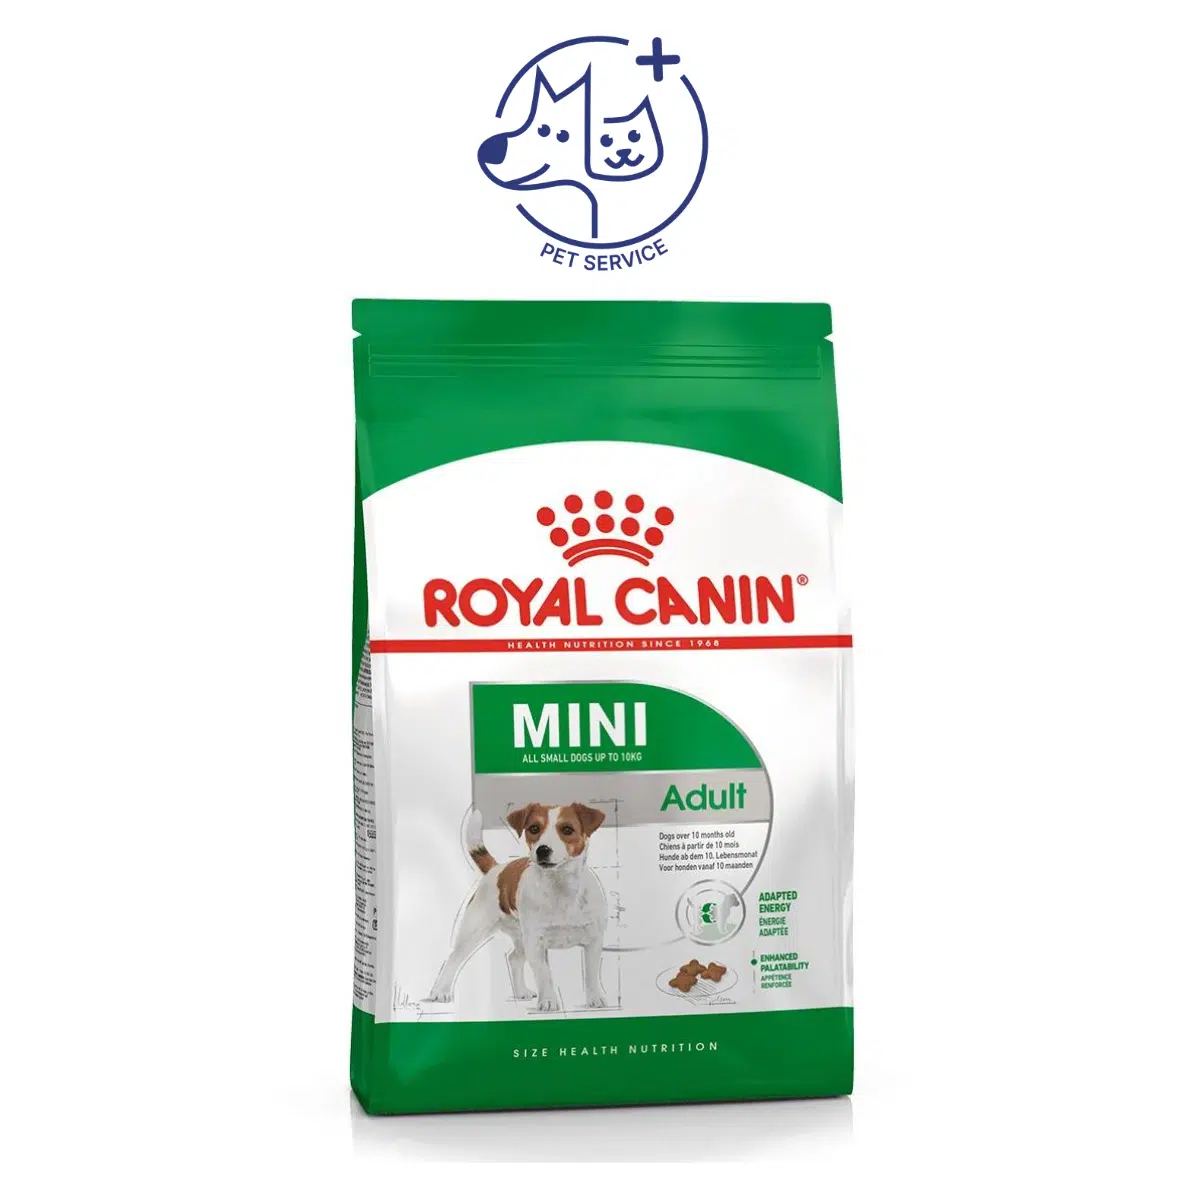 PET SERVICE
ROYAL CANIN®
HEALTH NUTRITION SINCE 1968
MINI
ALL SMALL DOGS UP TO 10KG
Adult
Dogs over 10 months old
Chiens à partir de 10 mois
Hunde ab dem 10. Lebensmonat
Voor honden vanaf 10 maanden
ADAPTED
ENERGY
ÉNERGIE
ADAPTÉE
ENHANCED
PALATABILITY
APPÉTENCE
RENFORCÉE
SIZE HEALTH NUTRITION